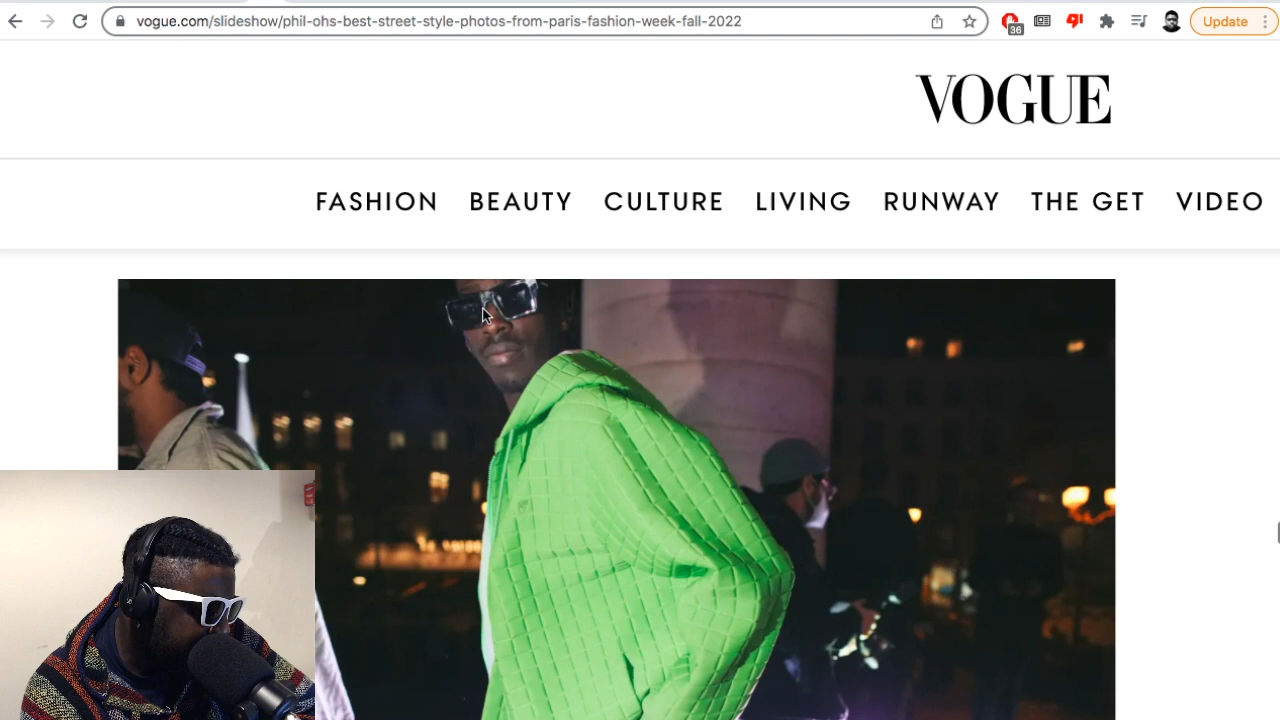 vogue.com/slideshow/phil-ohs-best-street-style-photos-from-paris-fashion-week-fall-2022
36
Update
VOGUE
FASHION BEAUTY CULTURE LIVING RUNWAY THE GET VIDEO